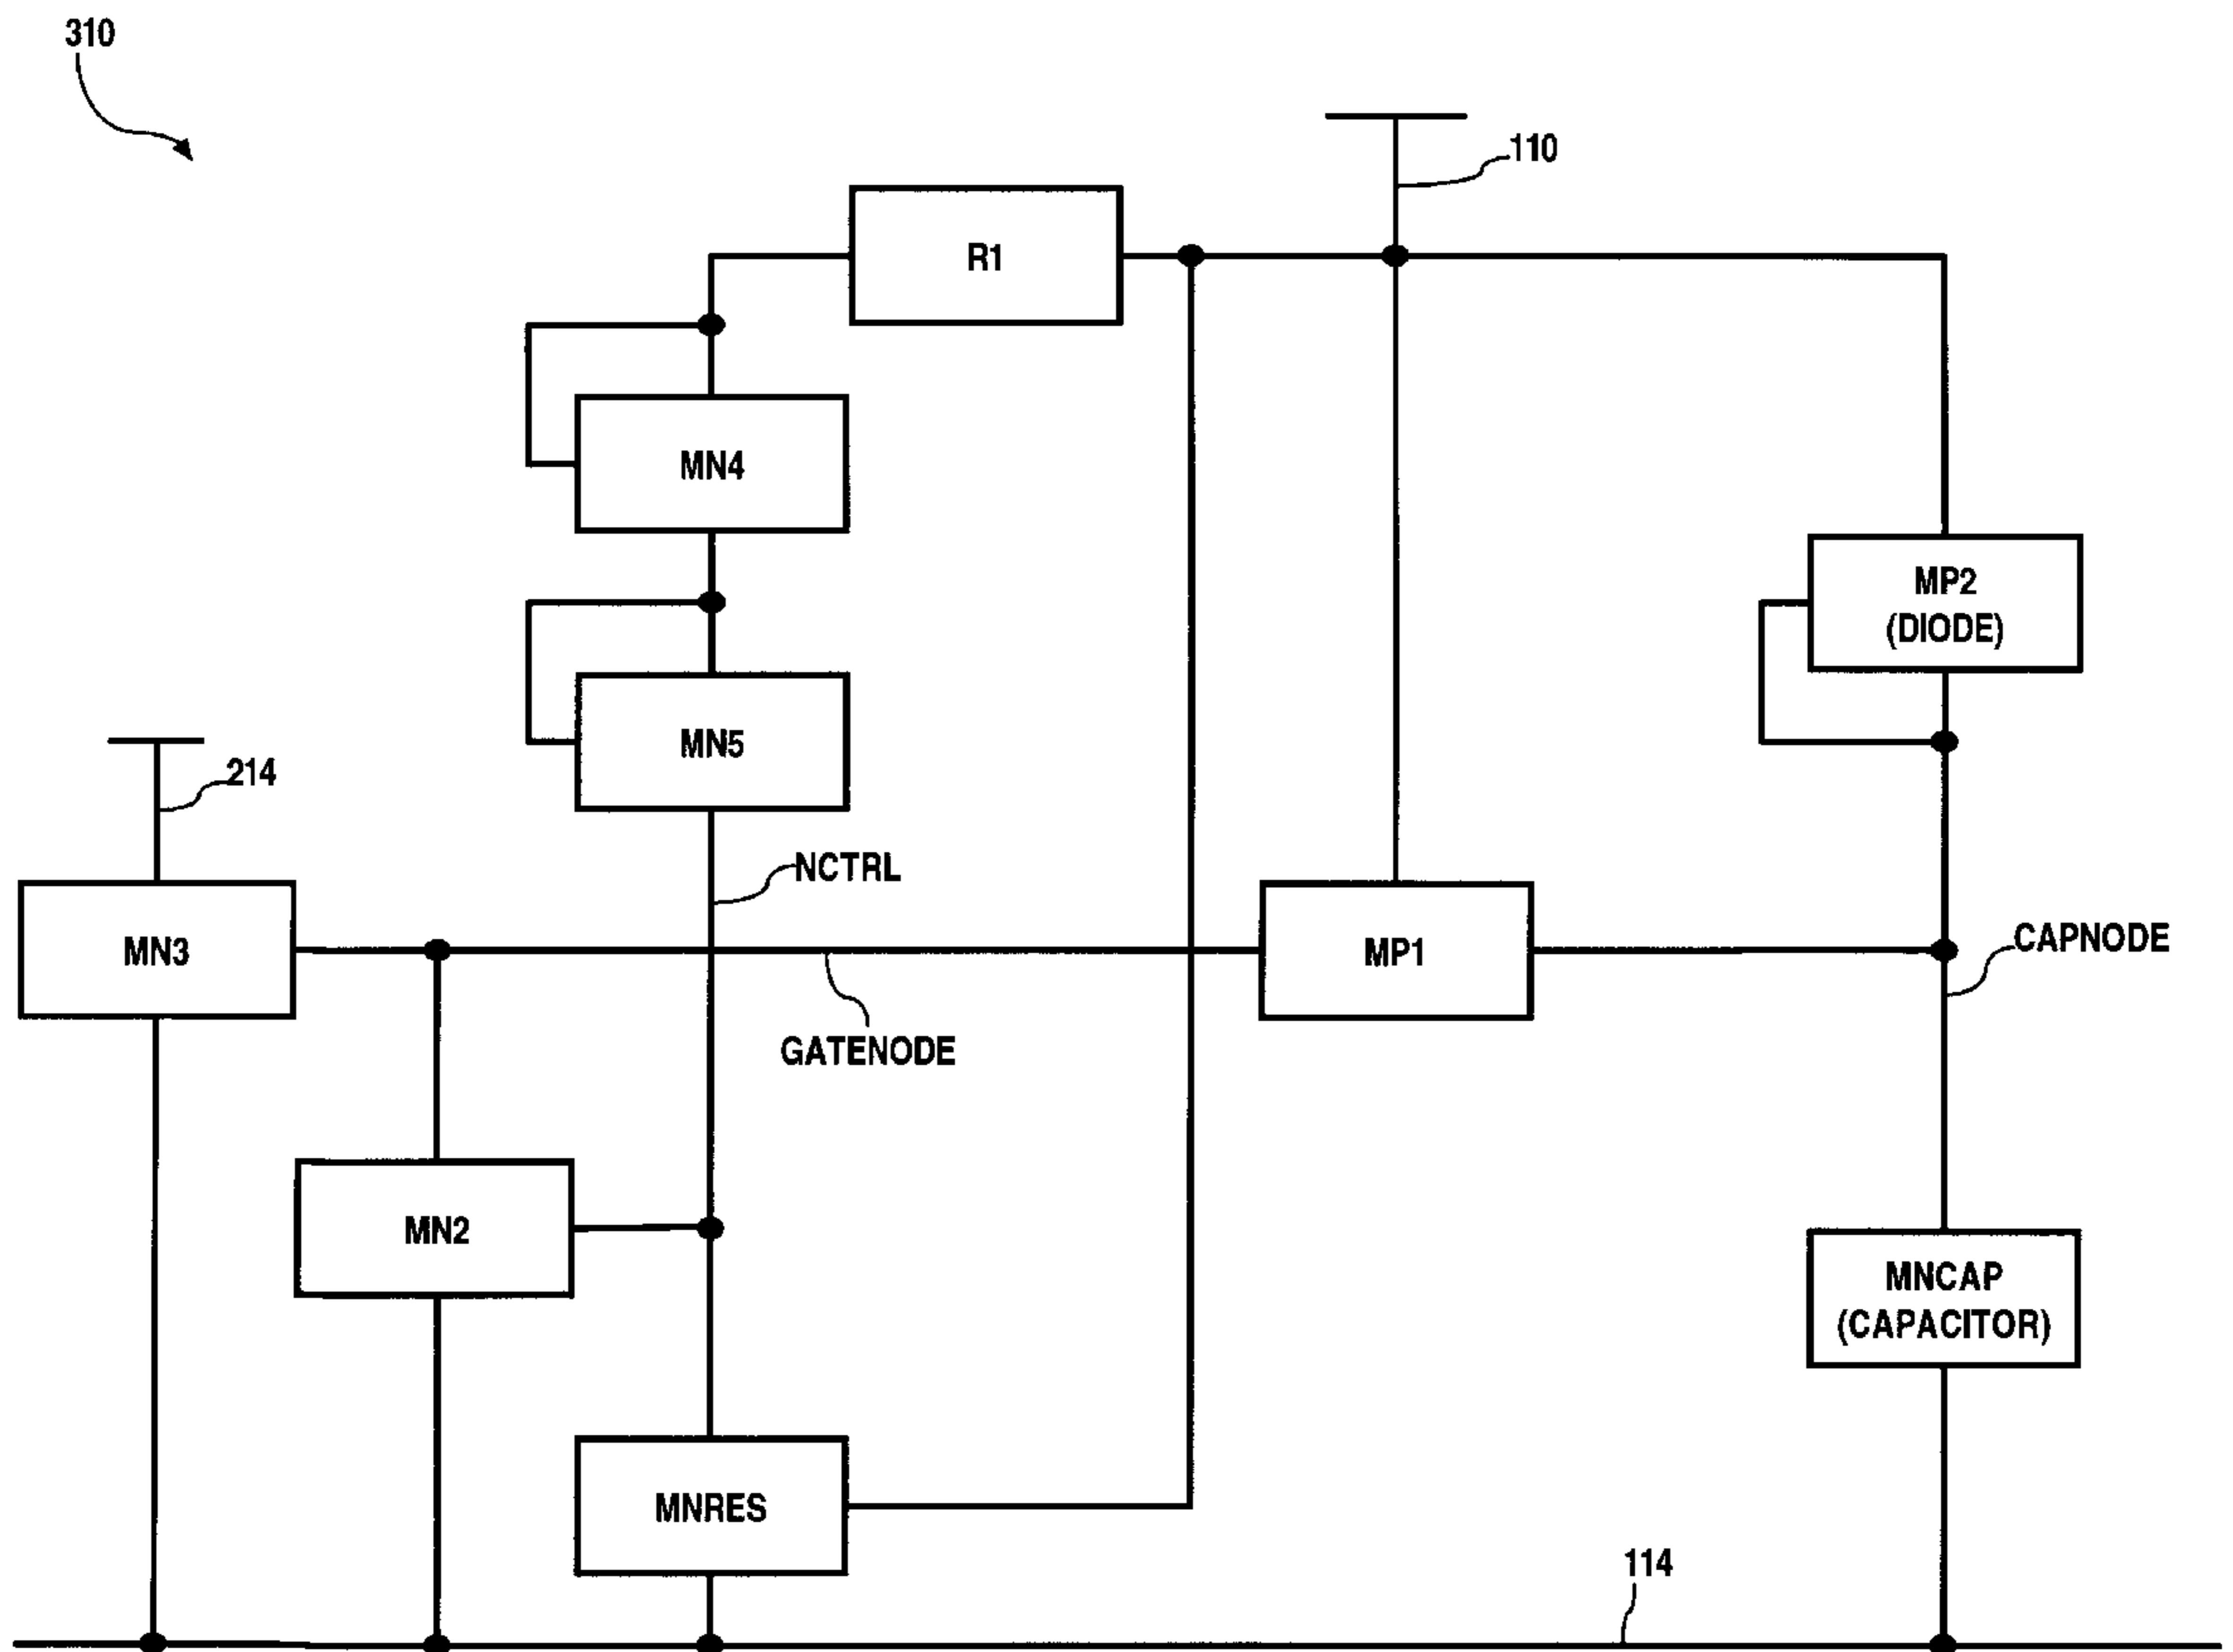 310
110
R1
MN4
MP2
(DIODE)
MN5
214
NCTRL
MN3
MP1
CAPNODE
GATENODE
MN2
MNCAP
(CAPACITOR)
MNRES
114